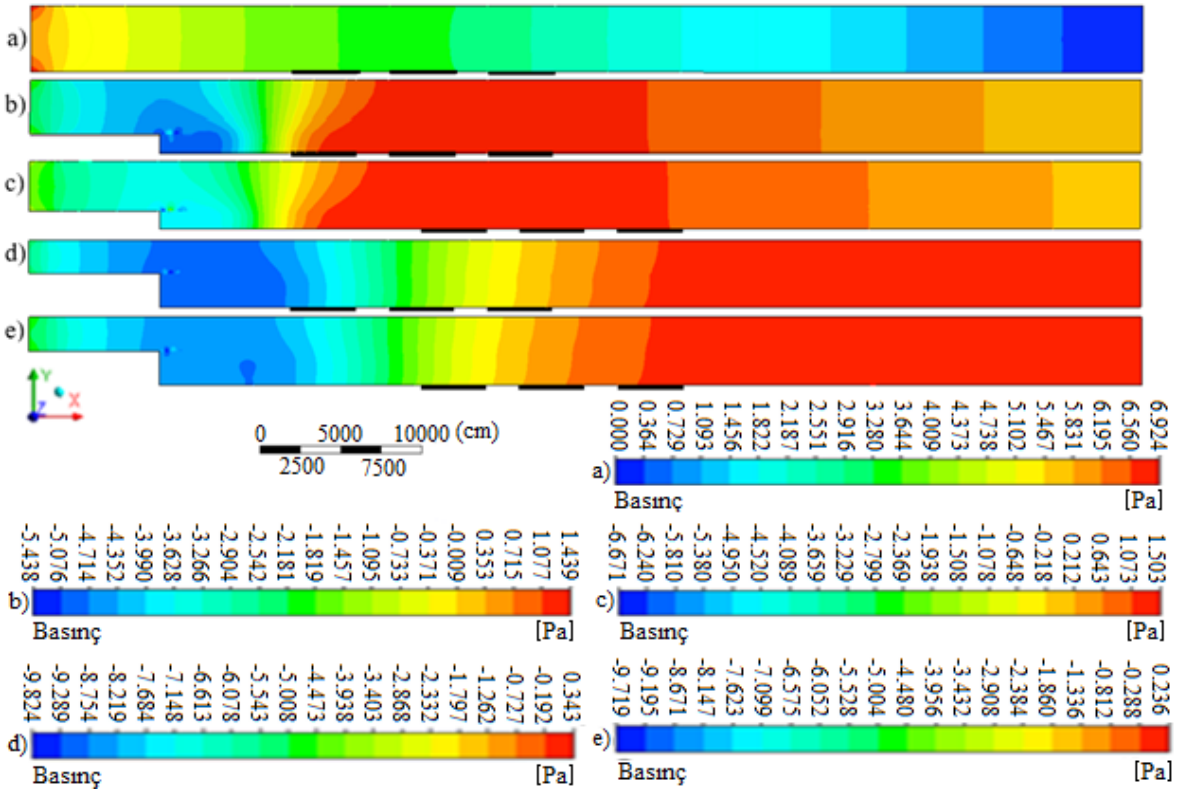 a)
b)
c)
d)
e)
Y
Z
X
0 5000 10000 (cm)
2500 7500
0.000 0.364 0.729 1.093 1.456 1.822 2.187 2.551 2.916 3.280 3.644 4.009 4.373 4.738 5.102 5.467 5.831 6.195 6.560 6.924
a)
Basınç [Pa]
-5.438 -5.076 -4.714 -4.352 -3.990 -3.628 -3.266 -2.904 -2.542 -2.181 -1.819 -1.457 -1.095 -0.733 -0.371 -0.009 0.353 0.715 1.077 1.439
b)
Basınç [Pa]
-6.671 -6.240 -5.810 -5.380 -4.950 -4.520 -4.089 -3.659 -3.229 -2.799 -2.369 -1.938 -1.508 -1.078 -0.648 -0.218 0.212 0.643 1.073 1.503
c)
Basınç [Pa]
-9.824 -9.289 -8.754 -8.219 -7.684 -7.148 -6.613 -6.078 -5.543 -5.008 -4.473 -3.938 -3.403 -2.868 -2.332 -1.797 -1.262 -0.727 -0.192 0.343
d)
Basınç [Pa]
-9.719 -9.195 -8.671 -8.147 -7.623 -7.099 -6.575 -6.052 -5.528 -5.004 -4.480 -3.956 -3.432 -2.908 -2.384 -1.860 -1.336 -0.812 -0.288 0.236
e)
Basınç [Pa]